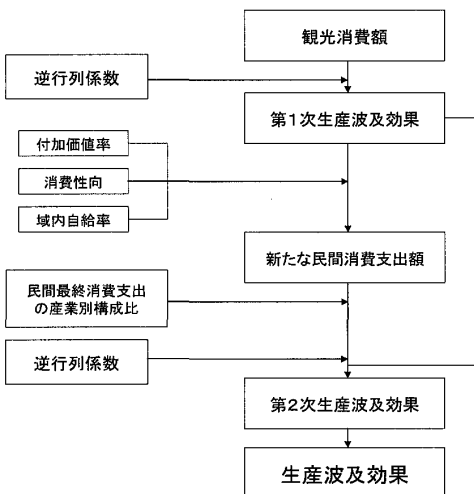 観光消費額
逆行列係数
第1次生産波及効果
付加価値率
消費性向
域内自給率
新たな民間消費支出額
民間最終消費支出
の産業別構成比
逆行列係数
第2次生産波及効果
生産波及効果